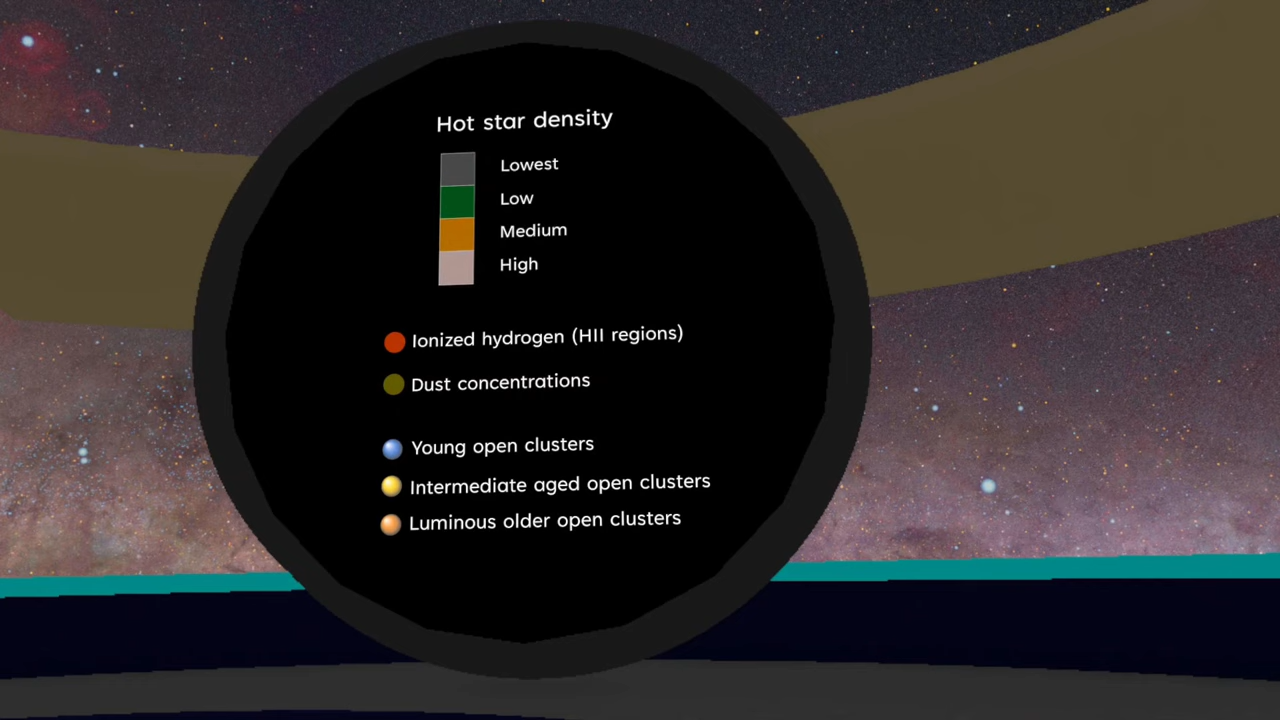 Hot star density
Lowest
Low
Medium
High
Ionized hydrogen (HII regions)
Dust concentrations
Young open clusters
Intermediate aged open clusters
Luminous older open clusters